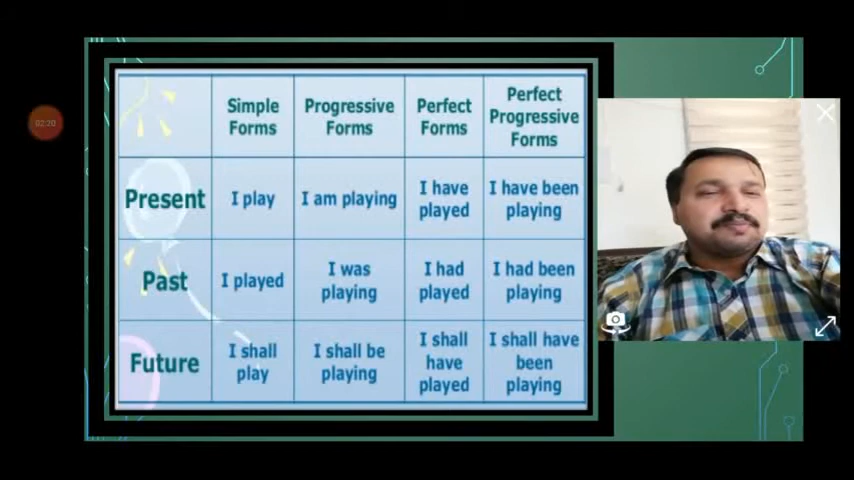 02:20
Simple Forms
Progressive Forms
Perfect Forms
Perfect Progressive Forms
Present
I play
I am playing
I have played
I have been playing
Past
I played
I was playing
I had played
I had been playing
Future
I shall play
I shall be playing
I shall have played
I shall have been playing